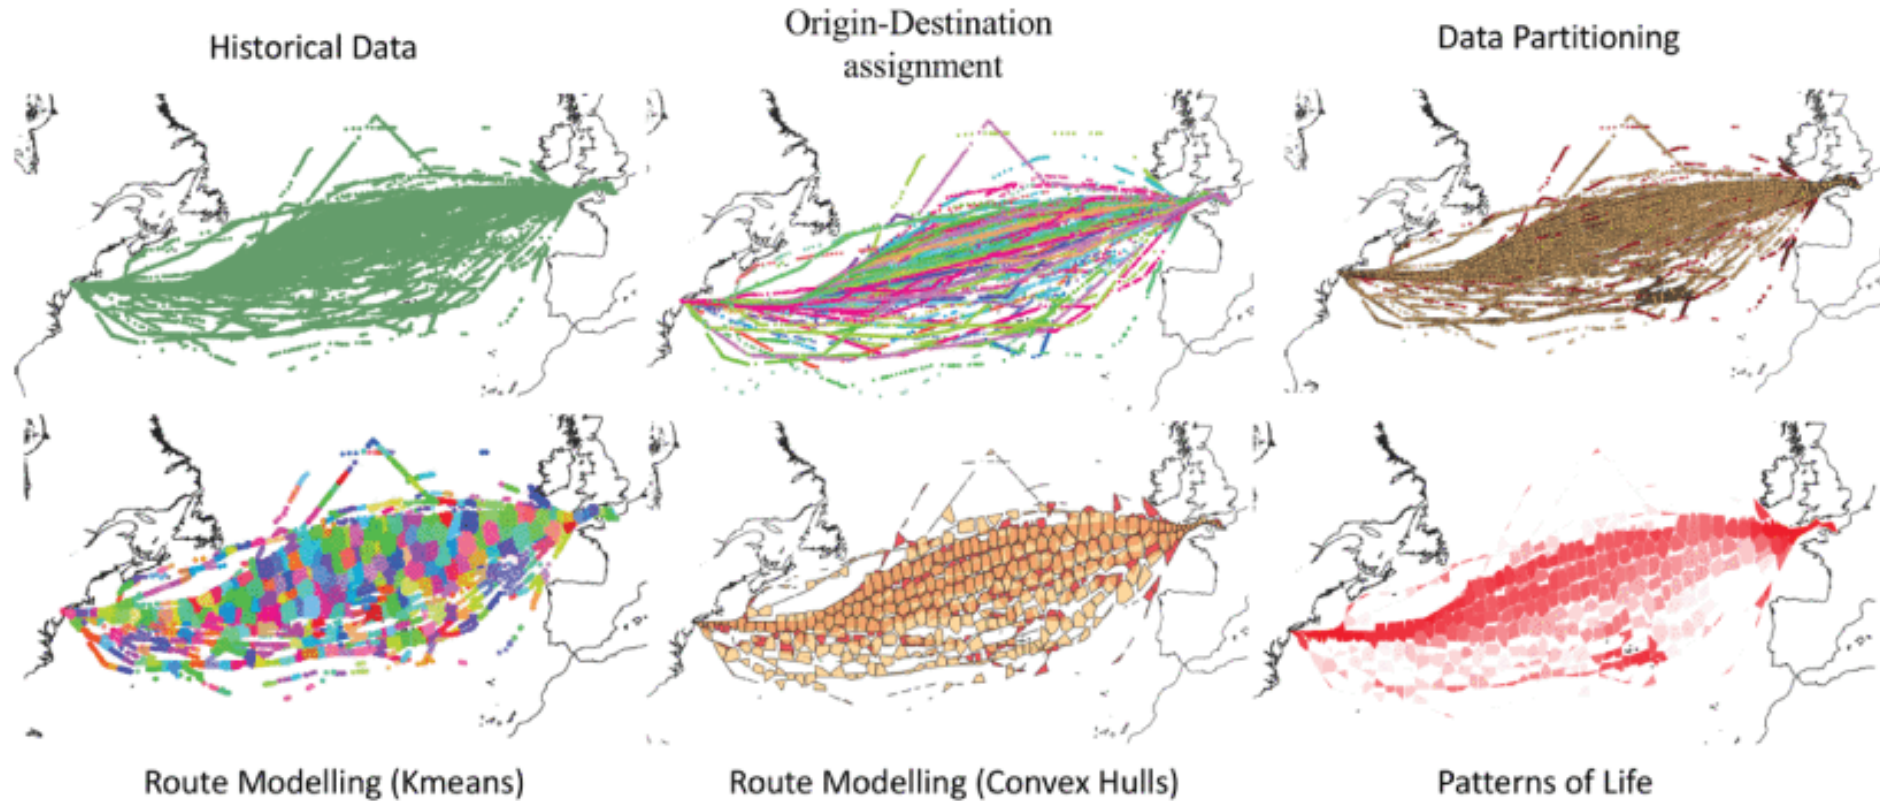 Historical Data
Origin-Destination
assignment
Data Partitioning
Route Modelling (Kmeans)
Route Modelling (Convex Hulls)
Patterns of Life